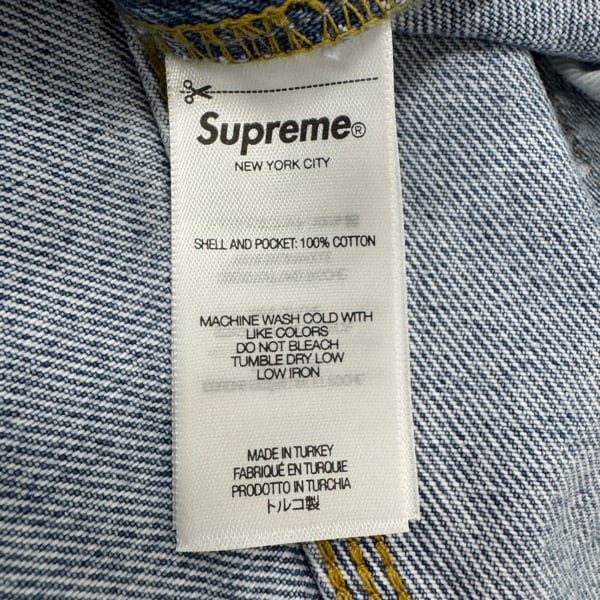 Supreme®
NEW YORK CITY
SHELL AND POCKET: 100% COTTON
MACHINE WASH COLD WITH
LIKE COLORS
DO NOT BLEACH
TUMBLE DRY LOW
LOW IRON
MADE IN TURKEY
FABRIQUÉ EN TURQUIE
PRODOTTO IN TURCHIA
トルコ製